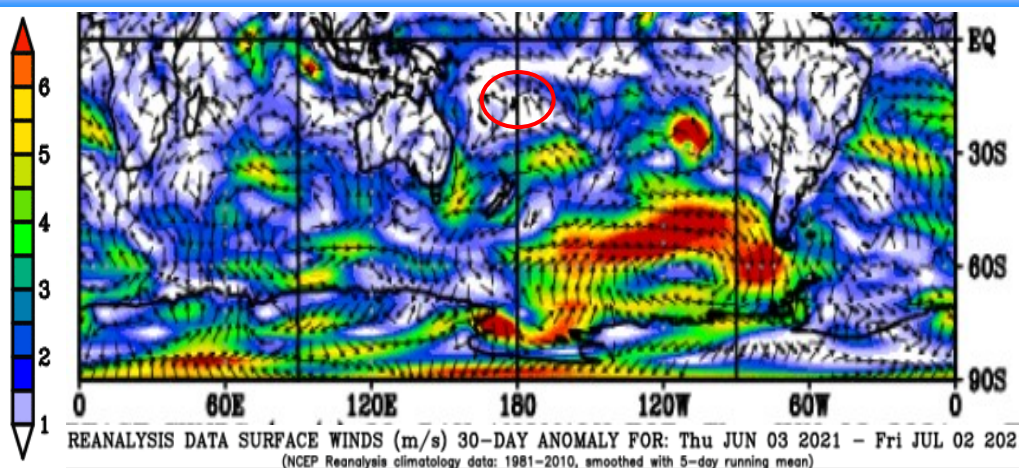 6
5
4
3
2
1
EQ
30S
60S
90S
0 60E 120E 180 120W 60W 0
REANALYSIS DATA SURFACE WINDS (m/s) 30-DAY ANOMALY FOR: Thu JUN 03 2021 - Fri JUL 02 202
(NCEP Reanalysis climatology data: 1981-2010, smoothed with 5-day running mean)